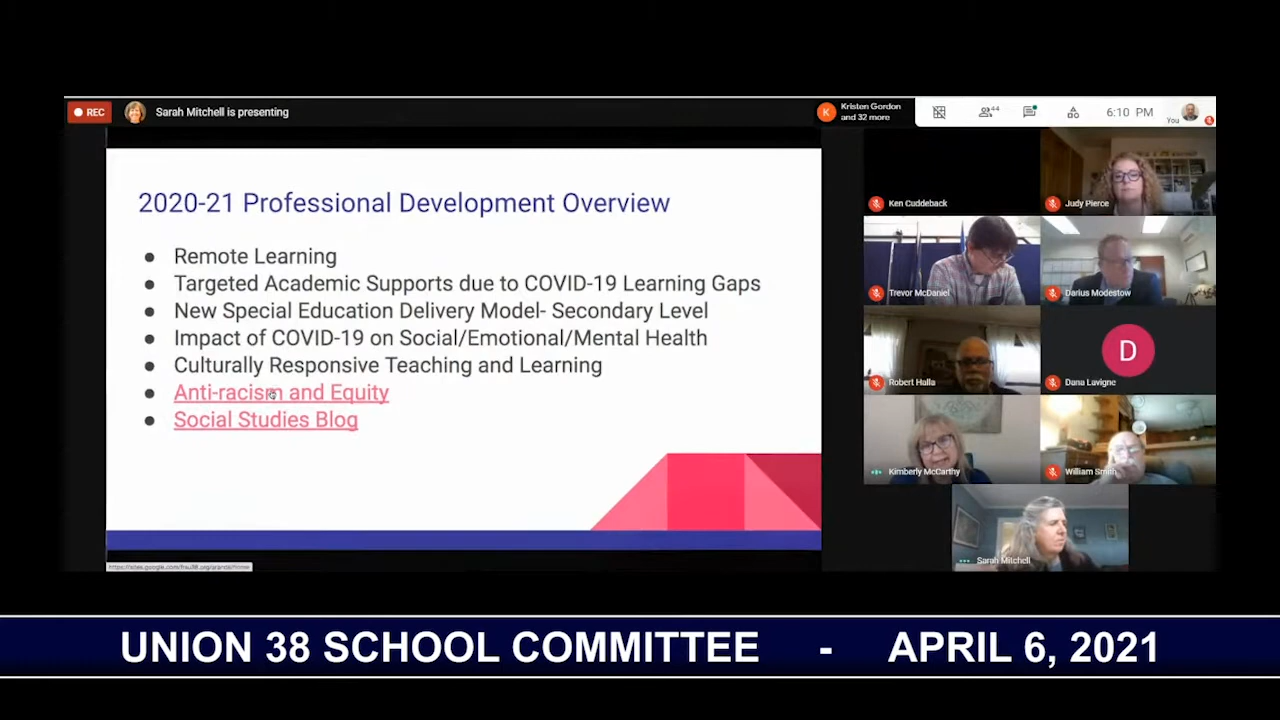 REC
Sarah Mitchell is presenting
Kristen Gordon
and 32 more
K
44
6:10 PM
You
2020-21 Professional Development Overview
● Remote Learning
● Targeted Academic Supports due to COVID-19 Learning Gaps
● New Special Education Delivery Model- Secondary Level
● Impact of COVID-19 on Social/Emotional/Mental Health
● Culturally Responsive Teaching and Learning
● Anti-racism and Equity
● Social Studies Blog
Ken Cuddeback
Judy Pierce
Trevor McDaniel
Darius Modestow
Robert Halla
D
Dana Lavigne
Kimberly McCarthy
William Smith
Sarah Mitchell
UNION 38 SCHOOL COMMITTEE - APRIL 6, 2021